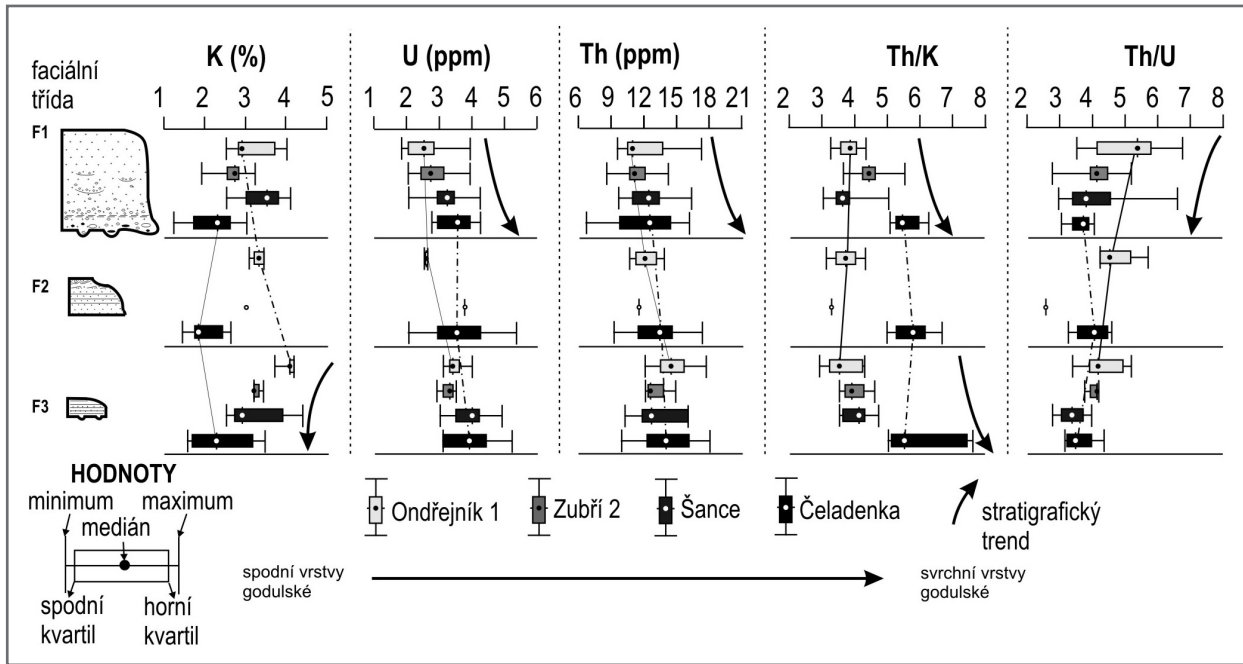 K (%) U (ppm) Th (ppm) Th/K Th/U
faciální
třída
1 2 3 4 5 1 2 3 4 5 6 6 9 12 15 18 21 2 3 4 5 6 7 8 2 3 4 5 6 7 8
F1
F2
F3
HODNOTY
minimum maximum
medián
spodní
kvartil
horní
kvartil
Ondřejník 1 Zubří 2 Šance Čeladenka
stratigrafický
trend
spodní vrstvy
godulské
svrchní vrstvy
godulské